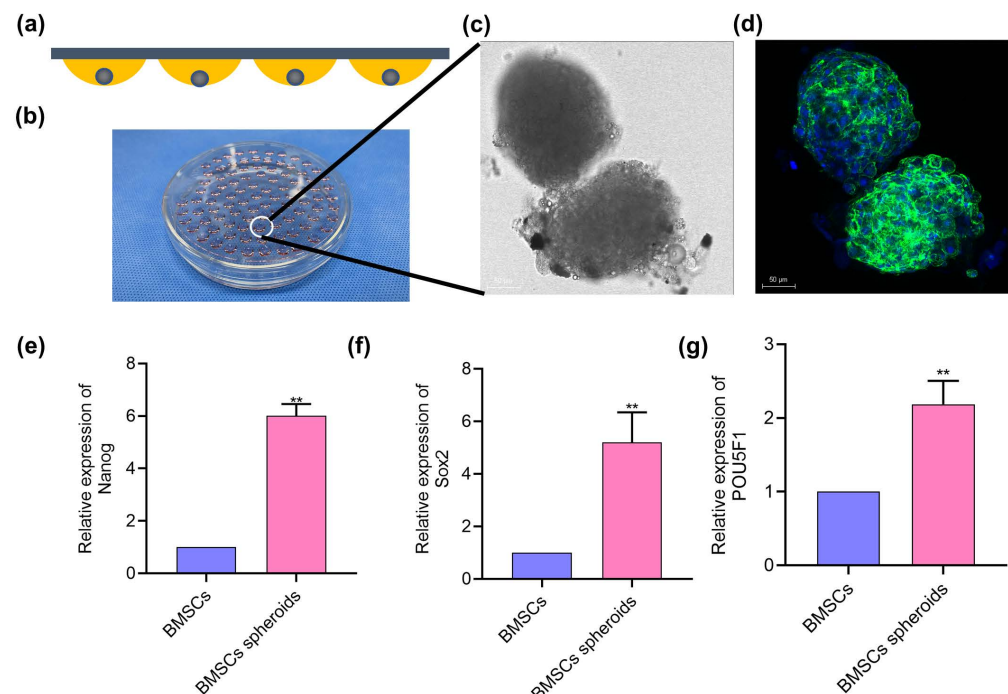 (a)
(b)
(c)
(d)
50 μm
(e)
Relative expression of
Nanog
8
6
4
2
0
**
BMSCs
BMSCs spheroids
(f)
Relative expression of
Sox2
8
6
4
2
0
**
BMSCs
BMSCs spheroids
(g)
Relative expression of
POU5F1
3
2
1
0
**
BMSCs
BMSCs spheroids